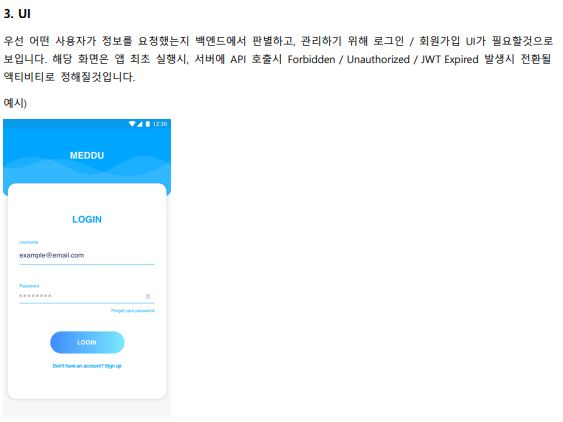 3. UI
우선 어떤 사용자가 정보를 요청했는지 백엔드에서 판별하고, 관리하기 위해 로그인 / 회원가입 UI가 필요할것으로
보입니다. 해당 화면은 앱 최초 실행시, 서버에 API 호출시 Forbidden / Unauthorized / JWT Expired 발생시 전환될
액티비티로 정해질것입니다.
예시)
12:30
MEDDU
LOGIN
Username
example@email.com
Password
********
Forget your password
LOGIN
Don't have an account? Sign up